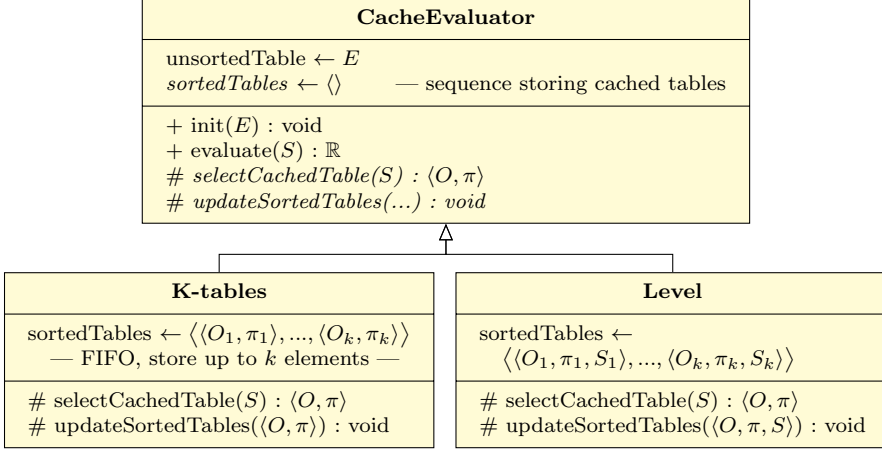 CacheEvaluator
unsortedTable ← E
sortedTables ← ⟨⟩ — sequence storing cached tables
+ init(E) : void
+ evaluate(S) : ℝ
# selectCachedTable(S) : ⟨O, π⟩
# updateSortedTables(...) : void
K-tables
sortedTables ← ⟨⟨O₁, π₁⟩, ..., ⟨Oₖ, πₖ⟩⟩
— FIFO, store up to k elements —
# selectCachedTable(S) : ⟨O, π⟩
# updateSortedTables(⟨O, π⟩) : void
Level
sortedTables ←
⟨⟨O₁, π₁, S₁⟩, ..., ⟨Oₖ, πₖ, Sₖ⟩⟩
# selectCachedTable(S) : ⟨O, π⟩
# updateSortedTables(⟨O, π, S⟩) : void